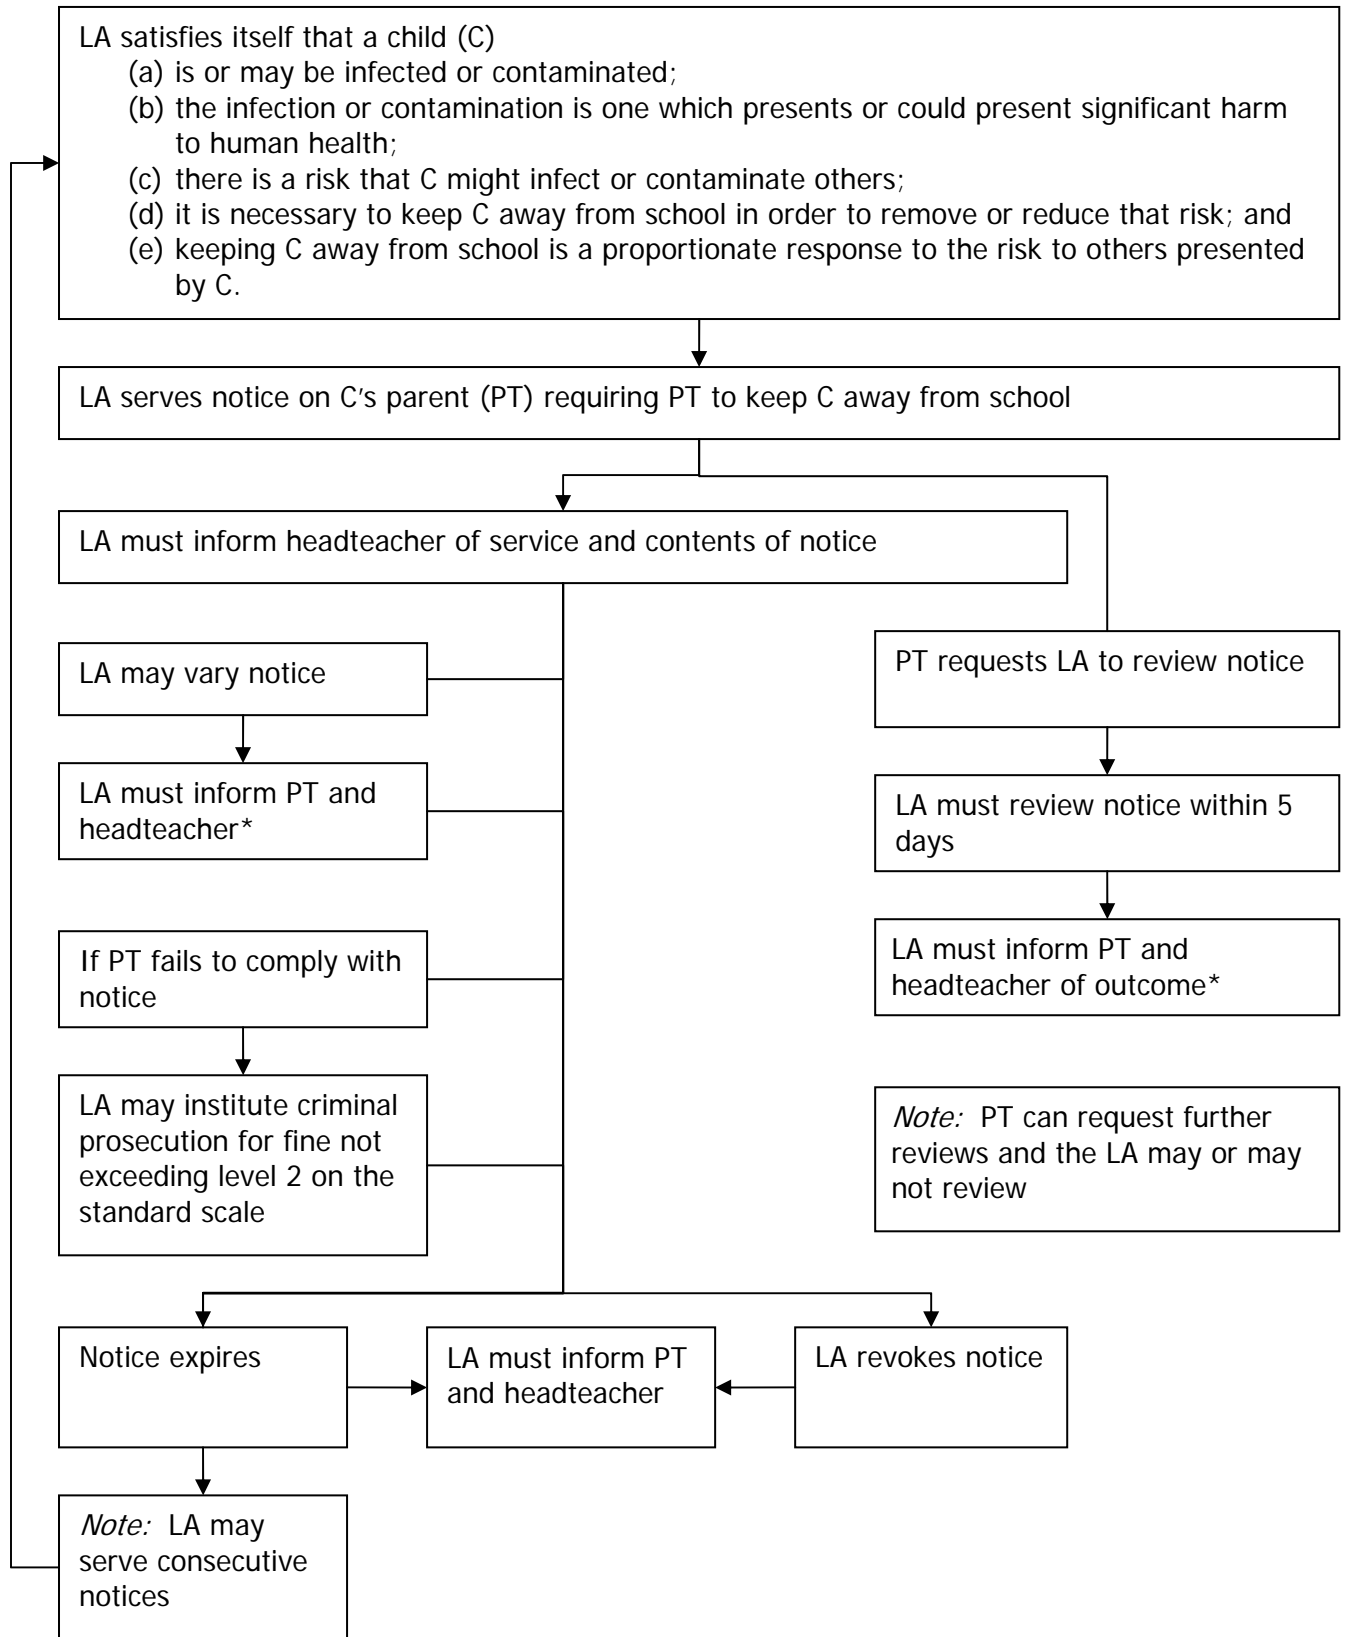 LA satisfies itself that a child (C)
(a) is or may be infected or contaminated;
(b) the infection or contamination is one which presents or could present significant harm
to human health;
(c) there is a risk that C might infect or contaminate others;
(d) it is necessary to keep C away from school in order to remove or reduce that risk; and
(e) keeping C away from school is a proportionate response to the risk to others presented
by C.
LA serves notice on C's parent (PT) requiring PT to keep C away from school
LA must inform headteacher of service and contents of notice
LA may vary notice
LA must inform PT and
headteacher*
If PT fails to comply with
notice
LA may institute criminal
prosecution for fine not
exceeding level 2 on the
standard scale
PT requests LA to review notice
LA must review notice within 5
days
LA must inform PT and
headteacher of outcome*
Note: PT can request further
reviews and the LA may or may
not review
Notice expires
LA must inform PT
and headteacher
LA revokes notice
Note: LA may
serve consecutive
notices